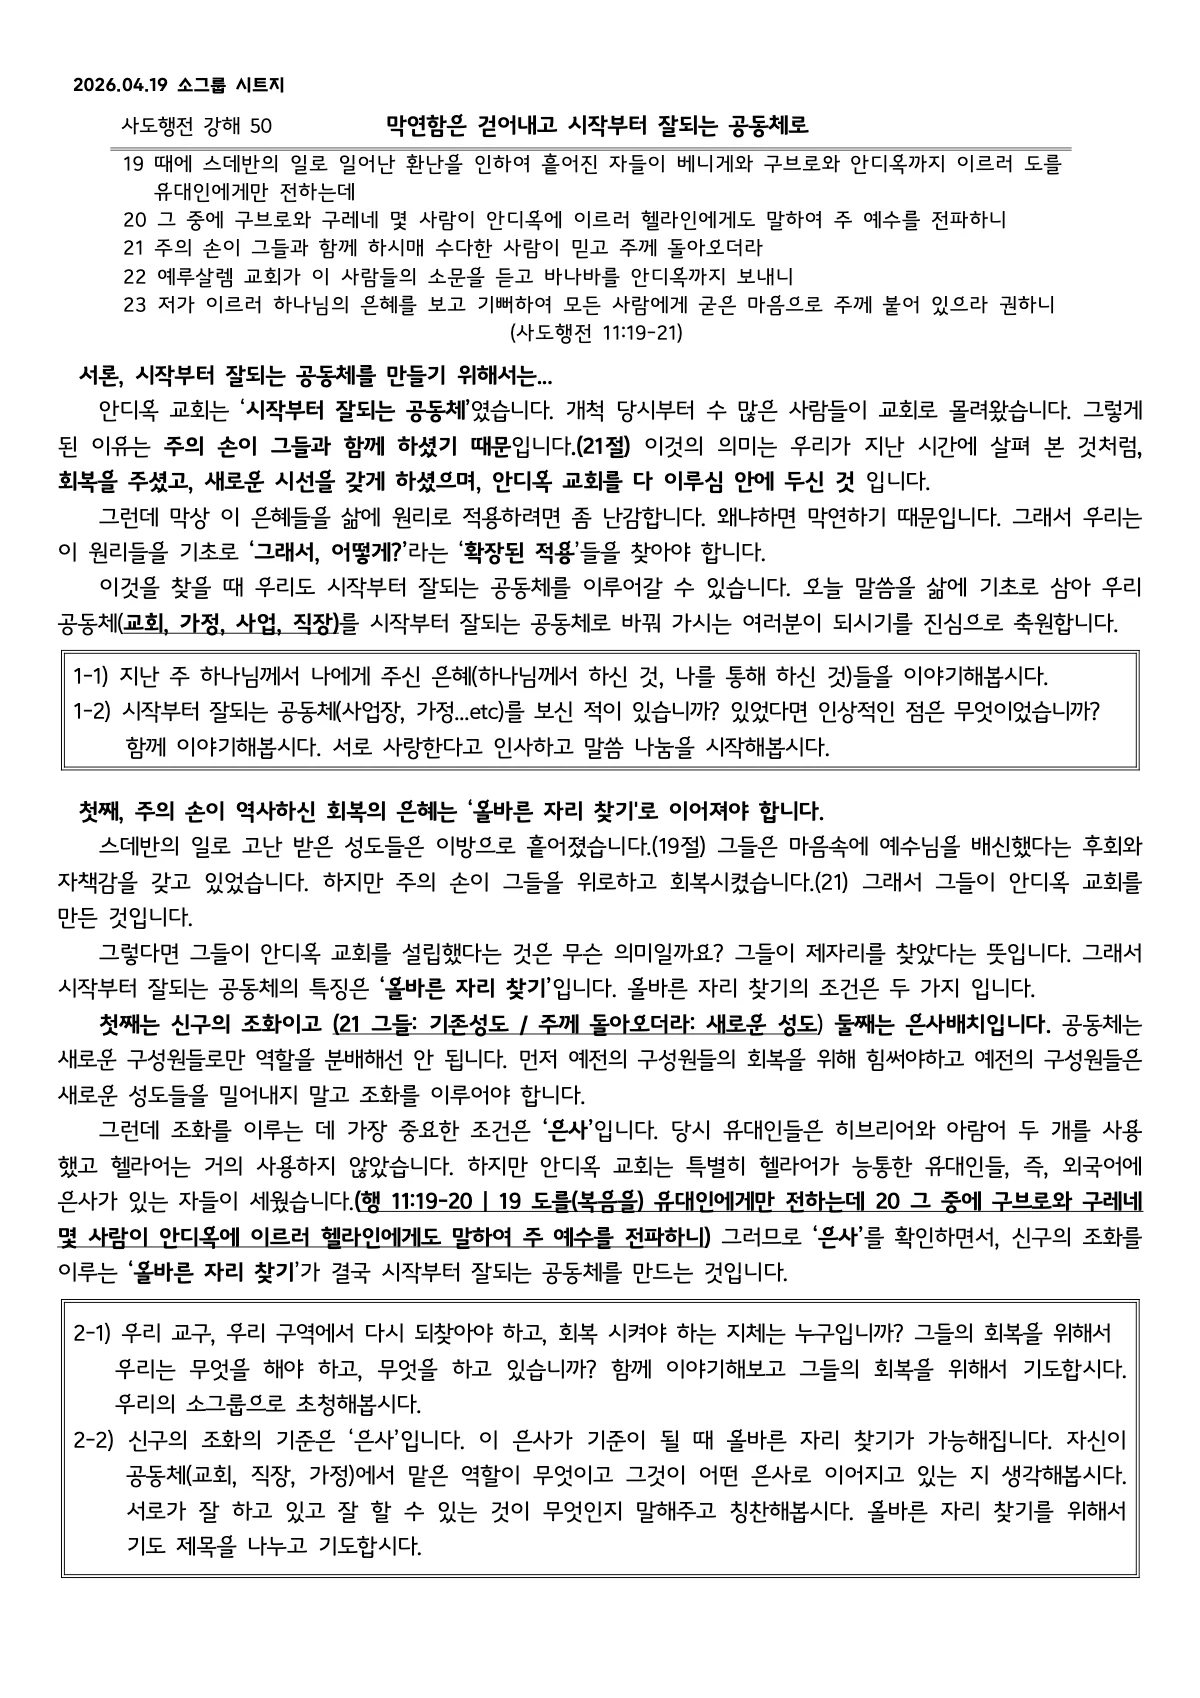 2026.04.19 소그룹 시트지
사도행전 강해 50 막연함은 걷어내고 시작부터 잘되는 공동체로
19 때에 스데반의 일로 일어난 환난을 인하여 흩어진 자들이 베니게와 구브로와 안디옥까지 이르러 도를
유대인에게만 전하는데
20 그 중에 구브로와 구레네 몇 사람이 안디옥에 이르러 헬라인에게도 말하여 주 예수를 전파하니
21 주의 손이 그들과 함께 하시매 수다한 사람이 믿고 주께 돌아오더라
22 예루살렘 교회가 이 사람들의 소문을 듣고 바나바를 안디옥까지 보내니
23 저가 이르러 하나님의 은혜를 보고 기뻐하여 모든 사람에게 굳은 마음으로 주께 붙어 있으라 권하니
(사도행전 11:19-21)
서론, 시작부터 잘되는 공동체를 만들기 위해서는...
안디옥 교회는 ‘시작부터 잘되는 공동체’였습니다. 개척 당시부터 수 많은 사람들이 교회로 몰려왔습니다. 그렇게
된 이유는 주의 손이 그들과 함께 하셨기 때문입니다.(21절) 이것의 의미는 우리가 지난 시간에 살펴 본 것처럼,
회복을 주셨고, 새로운 시선을 갖게 하셨으며, 안디옥 교회를 다 이루심 안에 두신 것 입니다.
그런데 막상 이 은혜들을 삶에 원리로 적용하려면 좀 난감합니다. 왜냐하면 막연하기 때문입니다. 그래서 우리는
이 원리들을 기초로 ‘그래서, 어떻게?’라는 ‘확장된 적용’들을 찾아야 합니다.
이것을 찾을 때 우리도 시작부터 잘되는 공동체를 이루어갈 수 있습니다. 오늘 말씀을 삶에 기초로 삼아 우리
공동체(교회, 가정, 사업, 직장)를 시작부터 잘되는 공동체로 바꿔 가시는 여러분이 되시기를 진심으로 축원합니다.
1-1) 지난 주 하나님께서 나에게 주신 은혜(하나님께서 하신 것, 나를 통해 하신 것)들을 이야기해봅시다.
1-2) 시작부터 잘되는 공동체(사업장, 가정...etc)를 보신 적이 있습니까? 있었다면 인상적인 점은 무엇이었습니까?
함께 이야기해봅시다. 서로 사랑한다고 인사하고 말씀 나눔을 시작해봅시다.
첫째, 주의 손이 역사하신 회복의 은혜는 ‘올바른 자리 찾기'로 이어져야 합니다.
스데반의 일로 고난 받은 성도들은 이방으로 흩어졌습니다.(19절) 그들은 마음속에 예수님을 배신했다는 후회와
자책감을 갖고 있었습니다. 하지만 주의 손이 그들을 위로하고 회복시켰습니다.(21) 그래서 그들이 안디옥 교회를
만든 것입니다.
그렇다면 그들이 안디옥 교회를 설립했다는 것은 무슨 의미일까요? 그들이 제자리를 찾았다는 뜻입니다. 그래서
시작부터 잘되는 공동체의 특징은 ‘올바른 자리 찾기’입니다. 올바른 자리 찾기의 조건은 두 가지 입니다.
첫째는 신구의 조화이고 (21 그들: 기존성도 / 주께 돌아오더라: 새로운 성도) 둘째는 은사배치입니다. 공동체는
새로운 구성원들로만 역할을 분배해선 안 됩니다. 먼저 예전의 구성원들의 회복을 위해 힘써야하고 예전의 구성원들은
새로운 성도들을 밀어내지 말고 조화를 이루어야 합니다.
그런데 조화를 이루는 데 가장 중요한 조건은 ‘은사’입니다. 당시 유대인들은 히브리어와 아람어 두 개를 사용
했고 헬라어는 거의 사용하지 않았습니다. 하지만 안디옥 교회는 특별히 헬라어가 능통한 유대인들, 즉, 외국어에
은사가 있는 자들이 세웠습니다.(행 11:19-20 | 19 도를(복음을) 유대인에게만 전하는데 20 그 중에 구브로와 구레네
몇 사람이 안디옥에 이르러 헬라인에게도 말하여 주 예수를 전파하니) 그러므로 ‘은사’를 확인하면서, 신구의 조화를
이루는 ‘올바른 자리 찾기’가 결국 시작부터 잘되는 공동체를 만드는 것입니다.
2-1) 우리 교구, 우리 구역에서 다시 되찾아야 하고, 회복 시켜야 하는 지체는 누구입니까? 그들의 회복을 위해서
우리는 무엇을 해야 하고, 무엇을 하고 있습니까? 함께 이야기해보고 그들의 회복을 위해서 기도합시다.
우리의 소그룹으로 초청해봅시다.
2-2) 신구의 조화의 기준은 ‘은사’입니다. 이 은사가 기준이 될 때 올바른 자리 찾기가 가능해집니다. 자신이
공동체(교회, 직장, 가정)에서 맡은 역할이 무엇이고 그것이 어떤 은사로 이어지고 있는 지 생각해봅시다.
서로가 잘 하고 있고 잘 할 수 있는 것이 무엇인지 말해주고 칭찬해봅시다. 올바른 자리 찾기를 위해서
기도 제목을 나누고 기도합시다.